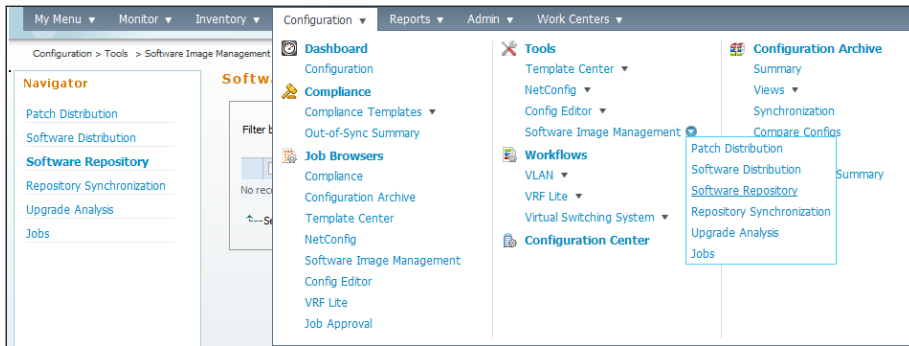 My Menu ▼ Monitor ▼ Inventory ▼ Configuration ▼ Reports ▼ Admin ▼ Work Centers ▼
Configuration > Tools > Software Image Management
Navigator
Patch Distribution
Software Distribution
Software Repository
Repository Synchronization
Upgrade Analysis
Jobs
Softw
Filter b
No rec
--Se
Dashboard
Configuration
Compliance
Compliance Templates ▼
Out-of-Sync Summary
Job Browsers
Compliance
Configuration Archive
Template Center
NetConfig
Software Image Management
Config Editor
VRF Lite
Job Approval
Tools
Template Center ▼
NetConfig ▼
Config Editor ▼
Software Image Management
Workflows
VLAN ▼
VRF Lite ▼
Virtual Switching System ▼
Configuration Center
Patch Distribution
Software Distribution
Software Repository
Repository Synchronization
Upgrade Analysis
Jobs
Configuration Archive
Summary
Views ▼
Synchronization
Compare Configs
Summary